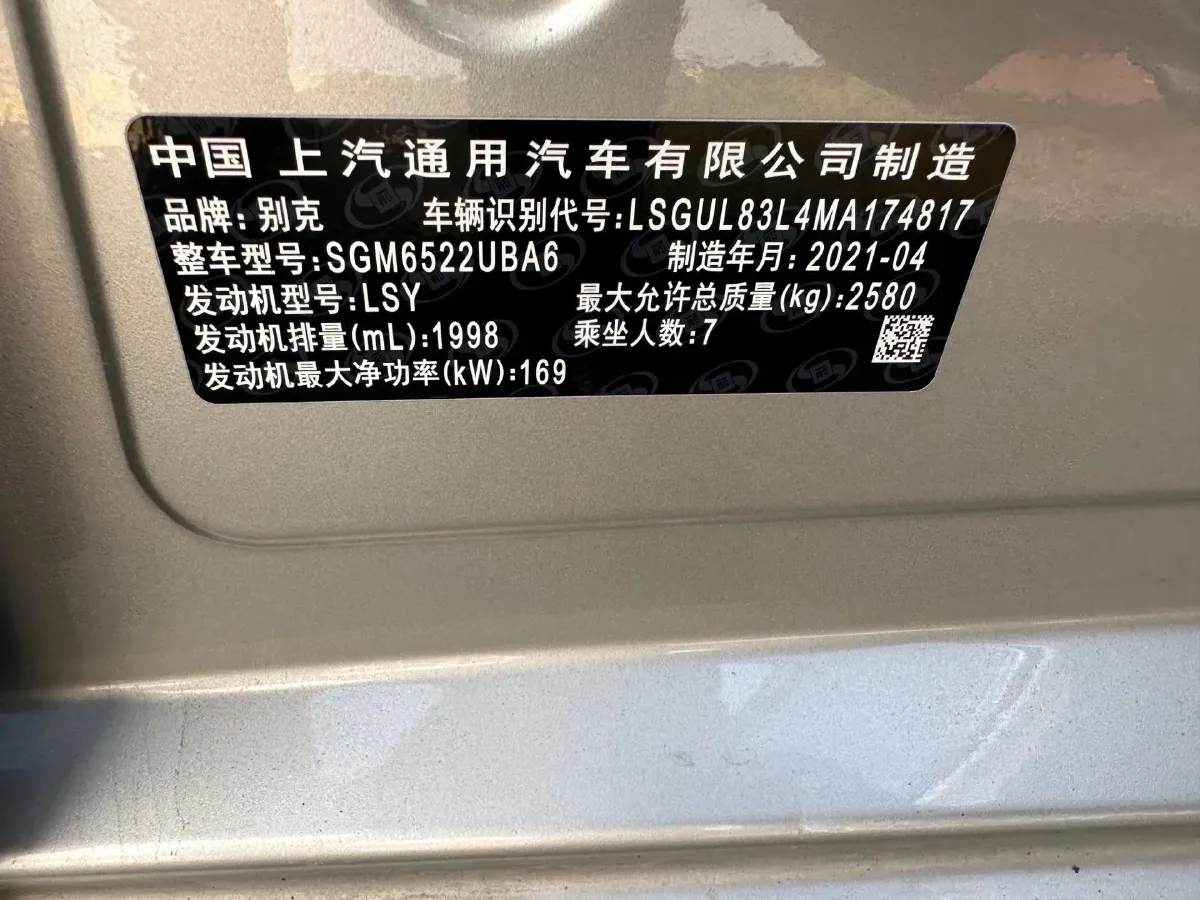 中国 上汽通用汽车有限公司制造
品牌: 别克 车辆识别代号:LSGUL83L4MA174817
整车型号:SGM6522UBA6 制造年月: 2021-04
发动机型号:LSY 最大允许总质量(kg):2580
发动机排量(mL):1998 乘坐人数:7
发动机最大净功率(kW):169